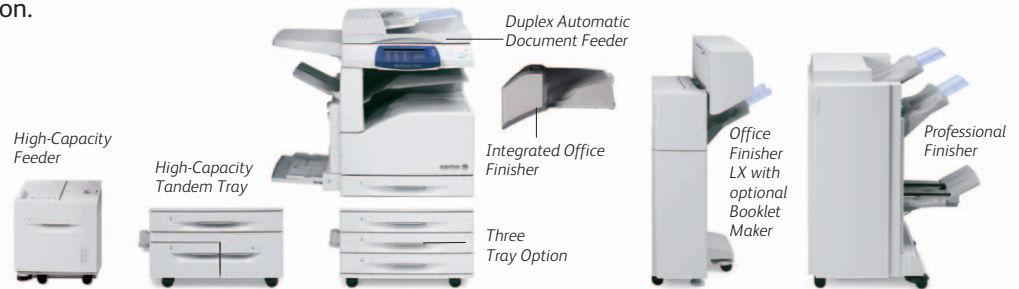 on.
Duplex Automatic
Document Feeder
High-Capacity
Feeder
High-Capacity
Tandem Tray
Integrated Office
Finisher
Three
Tray Option
Office
Finisher
LX with
optional
Booklet
Maker
Professional
Finisher
xerox